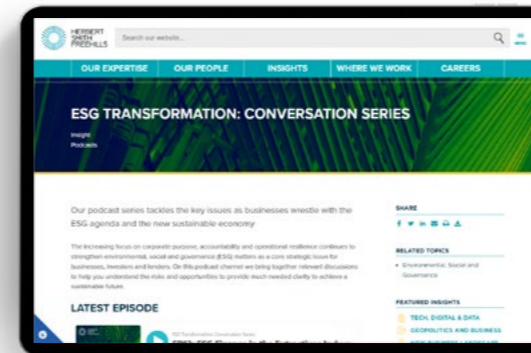 HERBERT
SMITH
FREEHILLS
Search our website...
OUR EXPERTISE
OUR PEOPLE
INSIGHTS
WHERE WE WORK
CAREERS
ESG TRANSFORMATION: CONVERSATION SERIES
Insight
Podcasts
Our podcast series tackles the key issues as businesses wrestle with the
ESG agenda and the new sustainable economy
The increasing focus on corporate purpose, accountability and operational resilience continues to
strengthen environmental, social and governance (ESG) matters as a core strategic issue for
businesses, investors and lenders. On this podcast channel we bring together relevant discussions
to help you understand the risks and opportunities to provide much needed clarity to achieve a
sustainable future.
LATEST EPISODE
ESG Transformation: Conversation Series
SHARE
RELATED TOPICS
Environmental, Social and
Governance
FEATURED INSIGHTS
TECH, DIGITAL & DATA
GEOPOLITICS AND BUSINESS